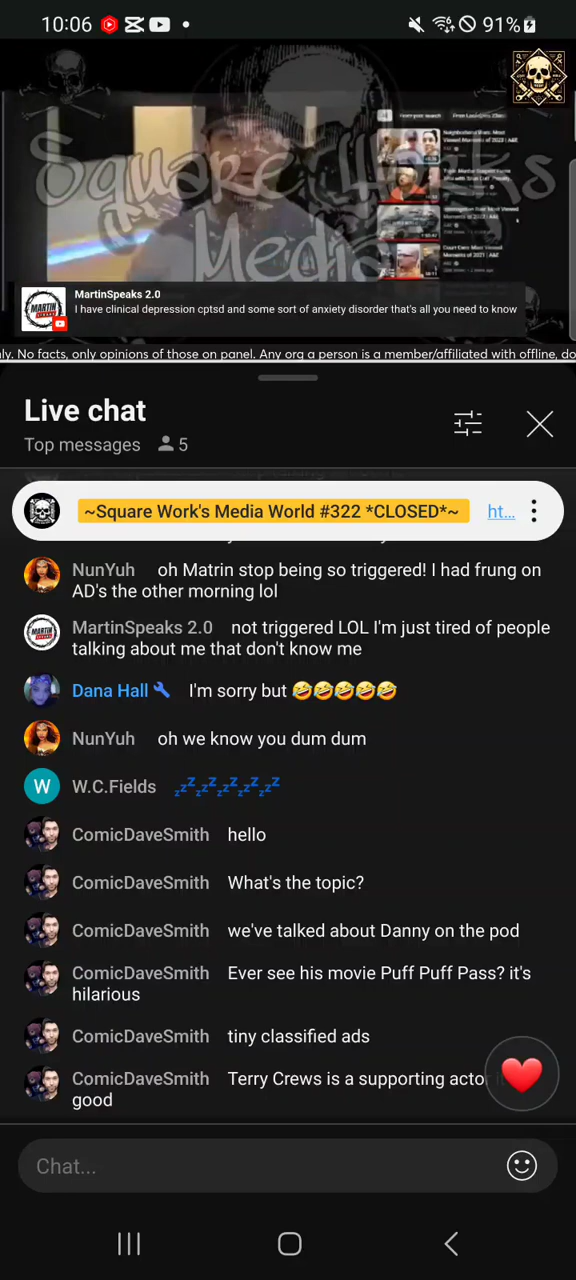 10:06
91%
Square Works
Media
MartinSpeaks 2.0
I have clinical depression cptsd and some sort of anxiety disorder that's all you need to know
ly. No facts, only opinions of those on panel. Any org a person is a member/affiliated with offline, do
Live chat
Top messages 5
~Square Work's Media World #322 *CLOSED*~ ht...
NunYuh oh Matrin stop being so triggered! I had frung on
AD's the other morning lol
MartinSpeaks 2.0 not triggered LOL I'm just tired of people
talking about me that don't know me
Dana Hall I'm sorry but 🤣🤣🤣🤣🤣
NunYuh oh we know you dum dum
W
W.C.Fields 💤💤💤💤💤
ComicDaveSmith hello
ComicDaveSmith What's the topic?
ComicDaveSmith we've talked about Danny on the pod
ComicDaveSmith Ever see his movie Puff Puff Pass? it's
hilarious
ComicDaveSmith tiny classified ads
ComicDaveSmith Terry Crews is a supporting acto
good
Chat...